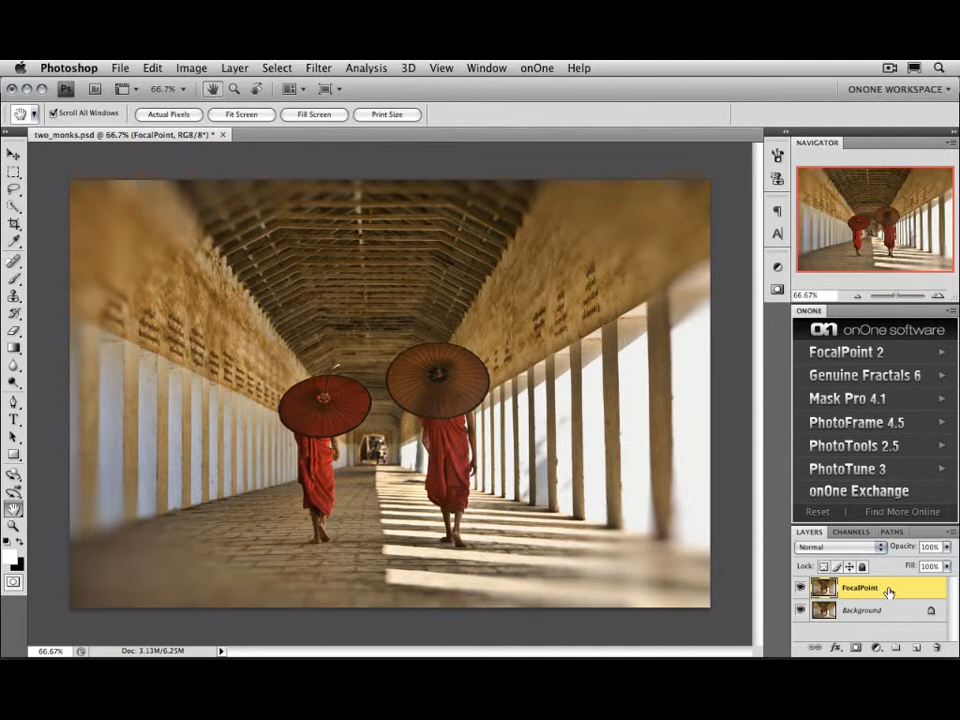 Photoshop File Edit Image Layer Select Filter Analysis 3D View Window onOne Help
Ps Br 66.7% ONONE WORKSPACE
Scroll All Windows Actual Pixels Fit Screen Fill Screen Print Size
two_monks.psd @ 66.7% (FocalPoint, RGB/8*) *
NAVIGATOR
66.67%
ONONE
on onOne software
FocalPoint 2
Genuine Fractals 6
Mask Pro 4.1
PhotoFrame 4.5
PhotoTools 2.5
PhotoTune 3
onOne Exchange
Reset | Find More Online
LAYERS CHANNELS PATHS
Normal Opacity: 100%
Lock: Fill: 100%
FocalPoint
Background
66.67% Doc: 3.13M/6.25M